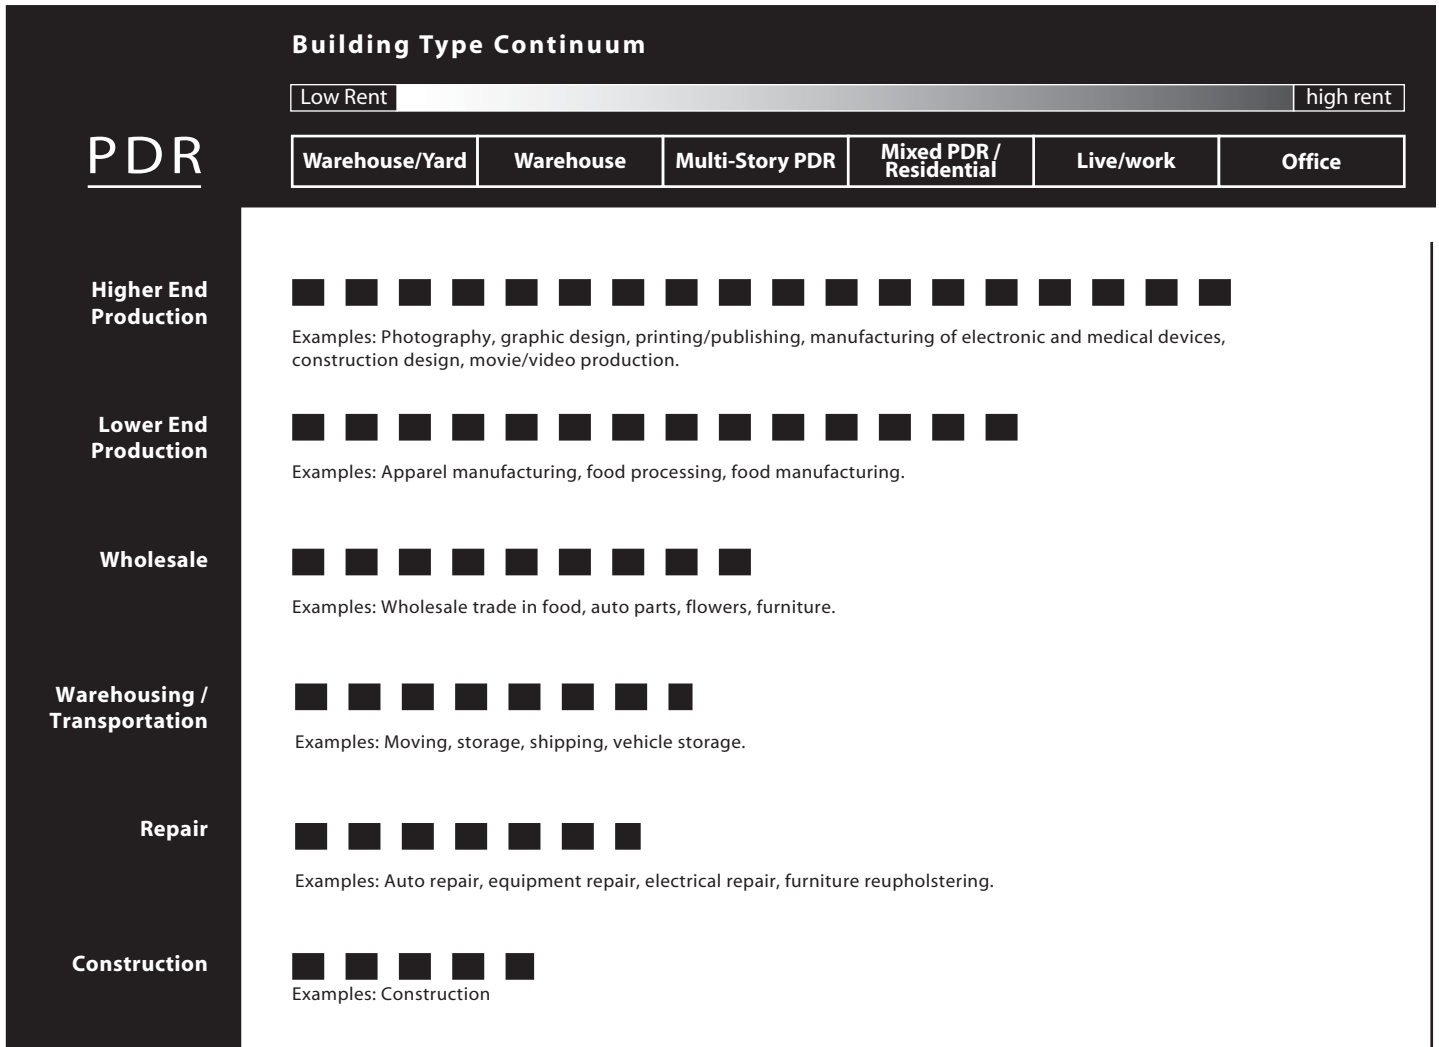 Building Type Continuum
Low Rent
high rent
PDR
Warehouse/Yard
Warehouse
Multi-Story PDR
Mixed PDR /
Residential
Live/work
Office
Higher End
Production
Examples: Photography, graphic design, printing/publishing, manufacturing of electronic and medical devices,
construction design, movie/video production.
Lower End
Production
Examples: Apparel manufacturing, food processing, food manufacturing.
Wholesale
Examples: Wholesale trade in food, auto parts, flowers, furniture.
Warehousing /
Transportation
Examples: Moving, storage, shipping, vehicle storage.
Repair
Examples: Auto repair, equipment repair, electrical repair, furniture reupholstering.
Construction
Examples: Construction